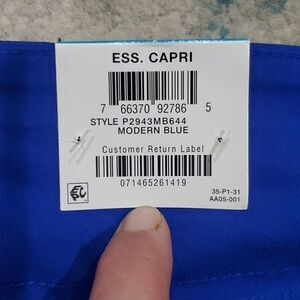 ESS. CAPRI
7 66370 92786 5
STYLE P2943MB644
MODERN BLUE
Customer Return Label
071465261419
35-P1-31
AA05-001